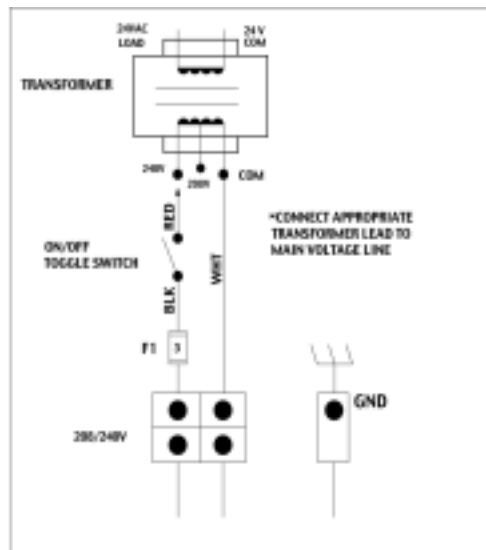 24VAC
LOAD
24 V
COM
TRANSFORMER
240V
208V
COM
RED
*CONNECT APPROPRIATE
TRANSFORMER LEAD TO
MAIN VOLTAGE LINE
ON/OFF
TOGGLE SWITCH
WHT
BLK
F1
3
GND
208/240V